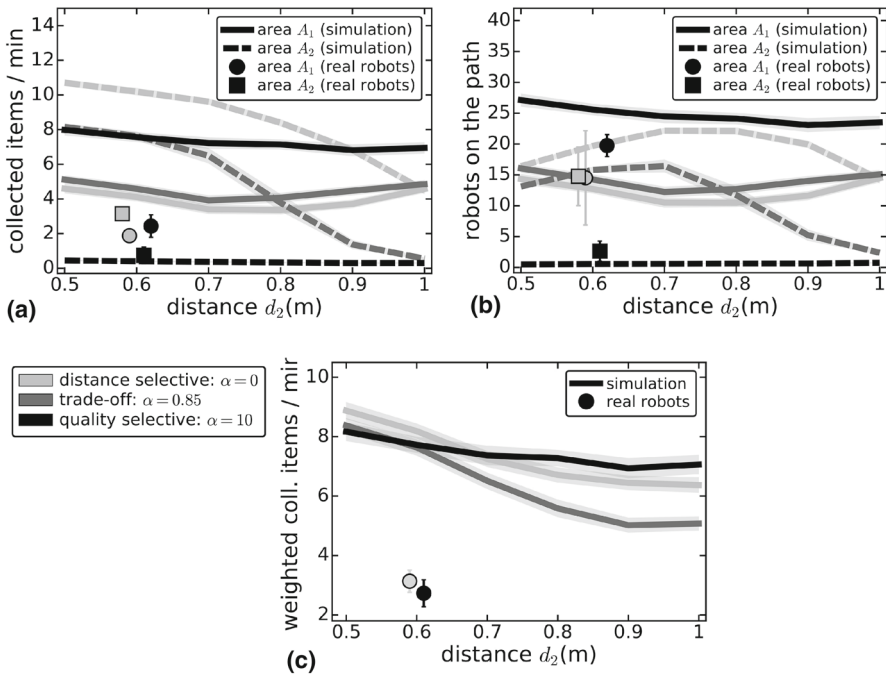 14
12
10
8
6
4
2
0
collected items / min
area A₁ (simulation)
area A₂ (simulation)
area A₁ (real robots)
area A₂ (real robots)
0.5 0.6 0.7 0.8 0.9 1
distance d₂(m)
(a)
40
35
30
25
20
15
10
5
0
robots on the path
area A₁ (simulation)
area A₂ (simulation)
area A₁ (real robots)
area A₂ (real robots)
0.5 0.6 0.7 0.8 0.9 1
distance d₂(m)
(b)
distance selective: α=0
trade-off: α=0.85
quality selective: α=10
10
8
6
4
2
weighted coll. items / mir
simulation
real robots
0.5 0.6 0.7 0.8 0.9 1
distance d₂(m)
(c)